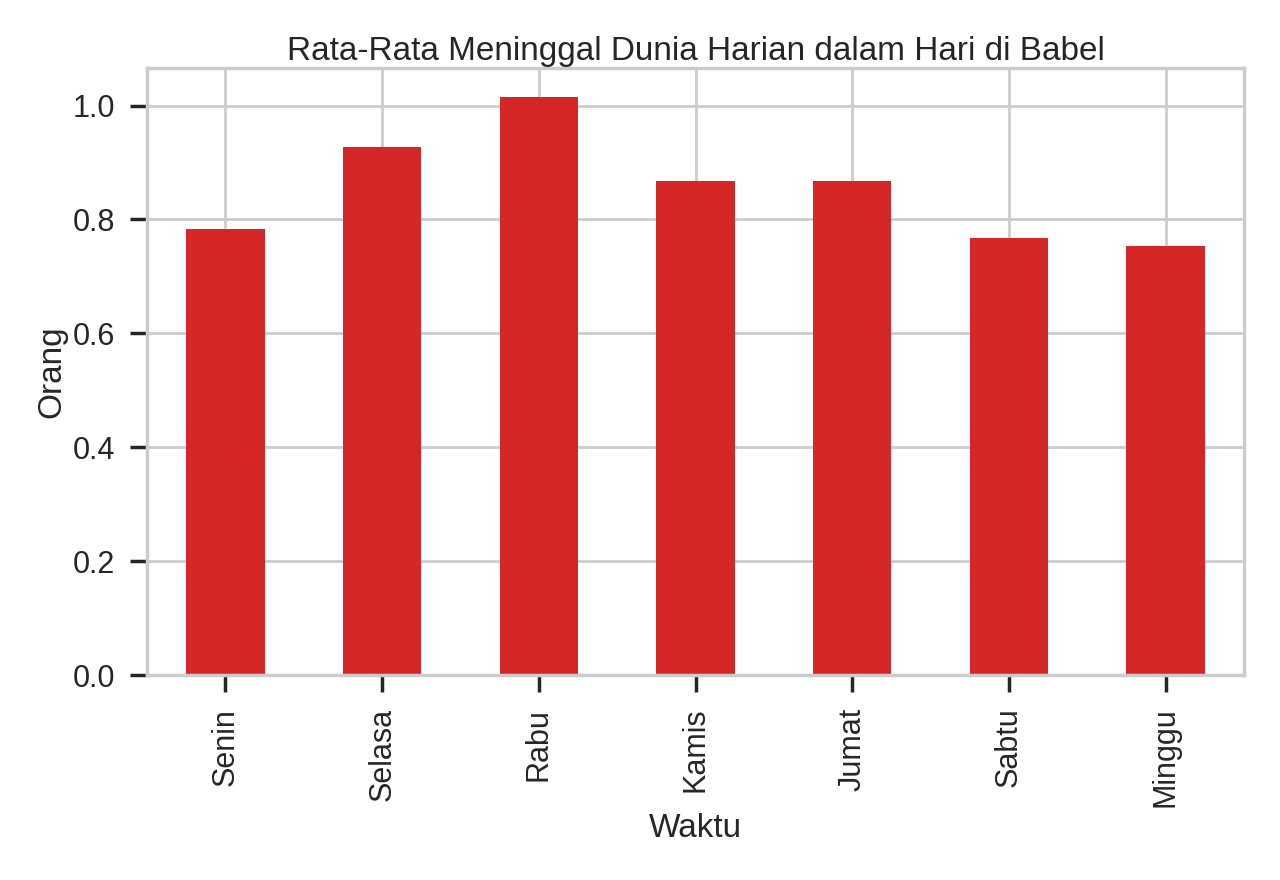 Rata-Rata Meninggal Dunia Harian dalam Hari di Babel
Orang
1.0
0.8
0.6
0.4
0.2
0.0
Senin
Selasa
Rabu
Kamis
Jumat
Sabtu
Minggu
Waktu